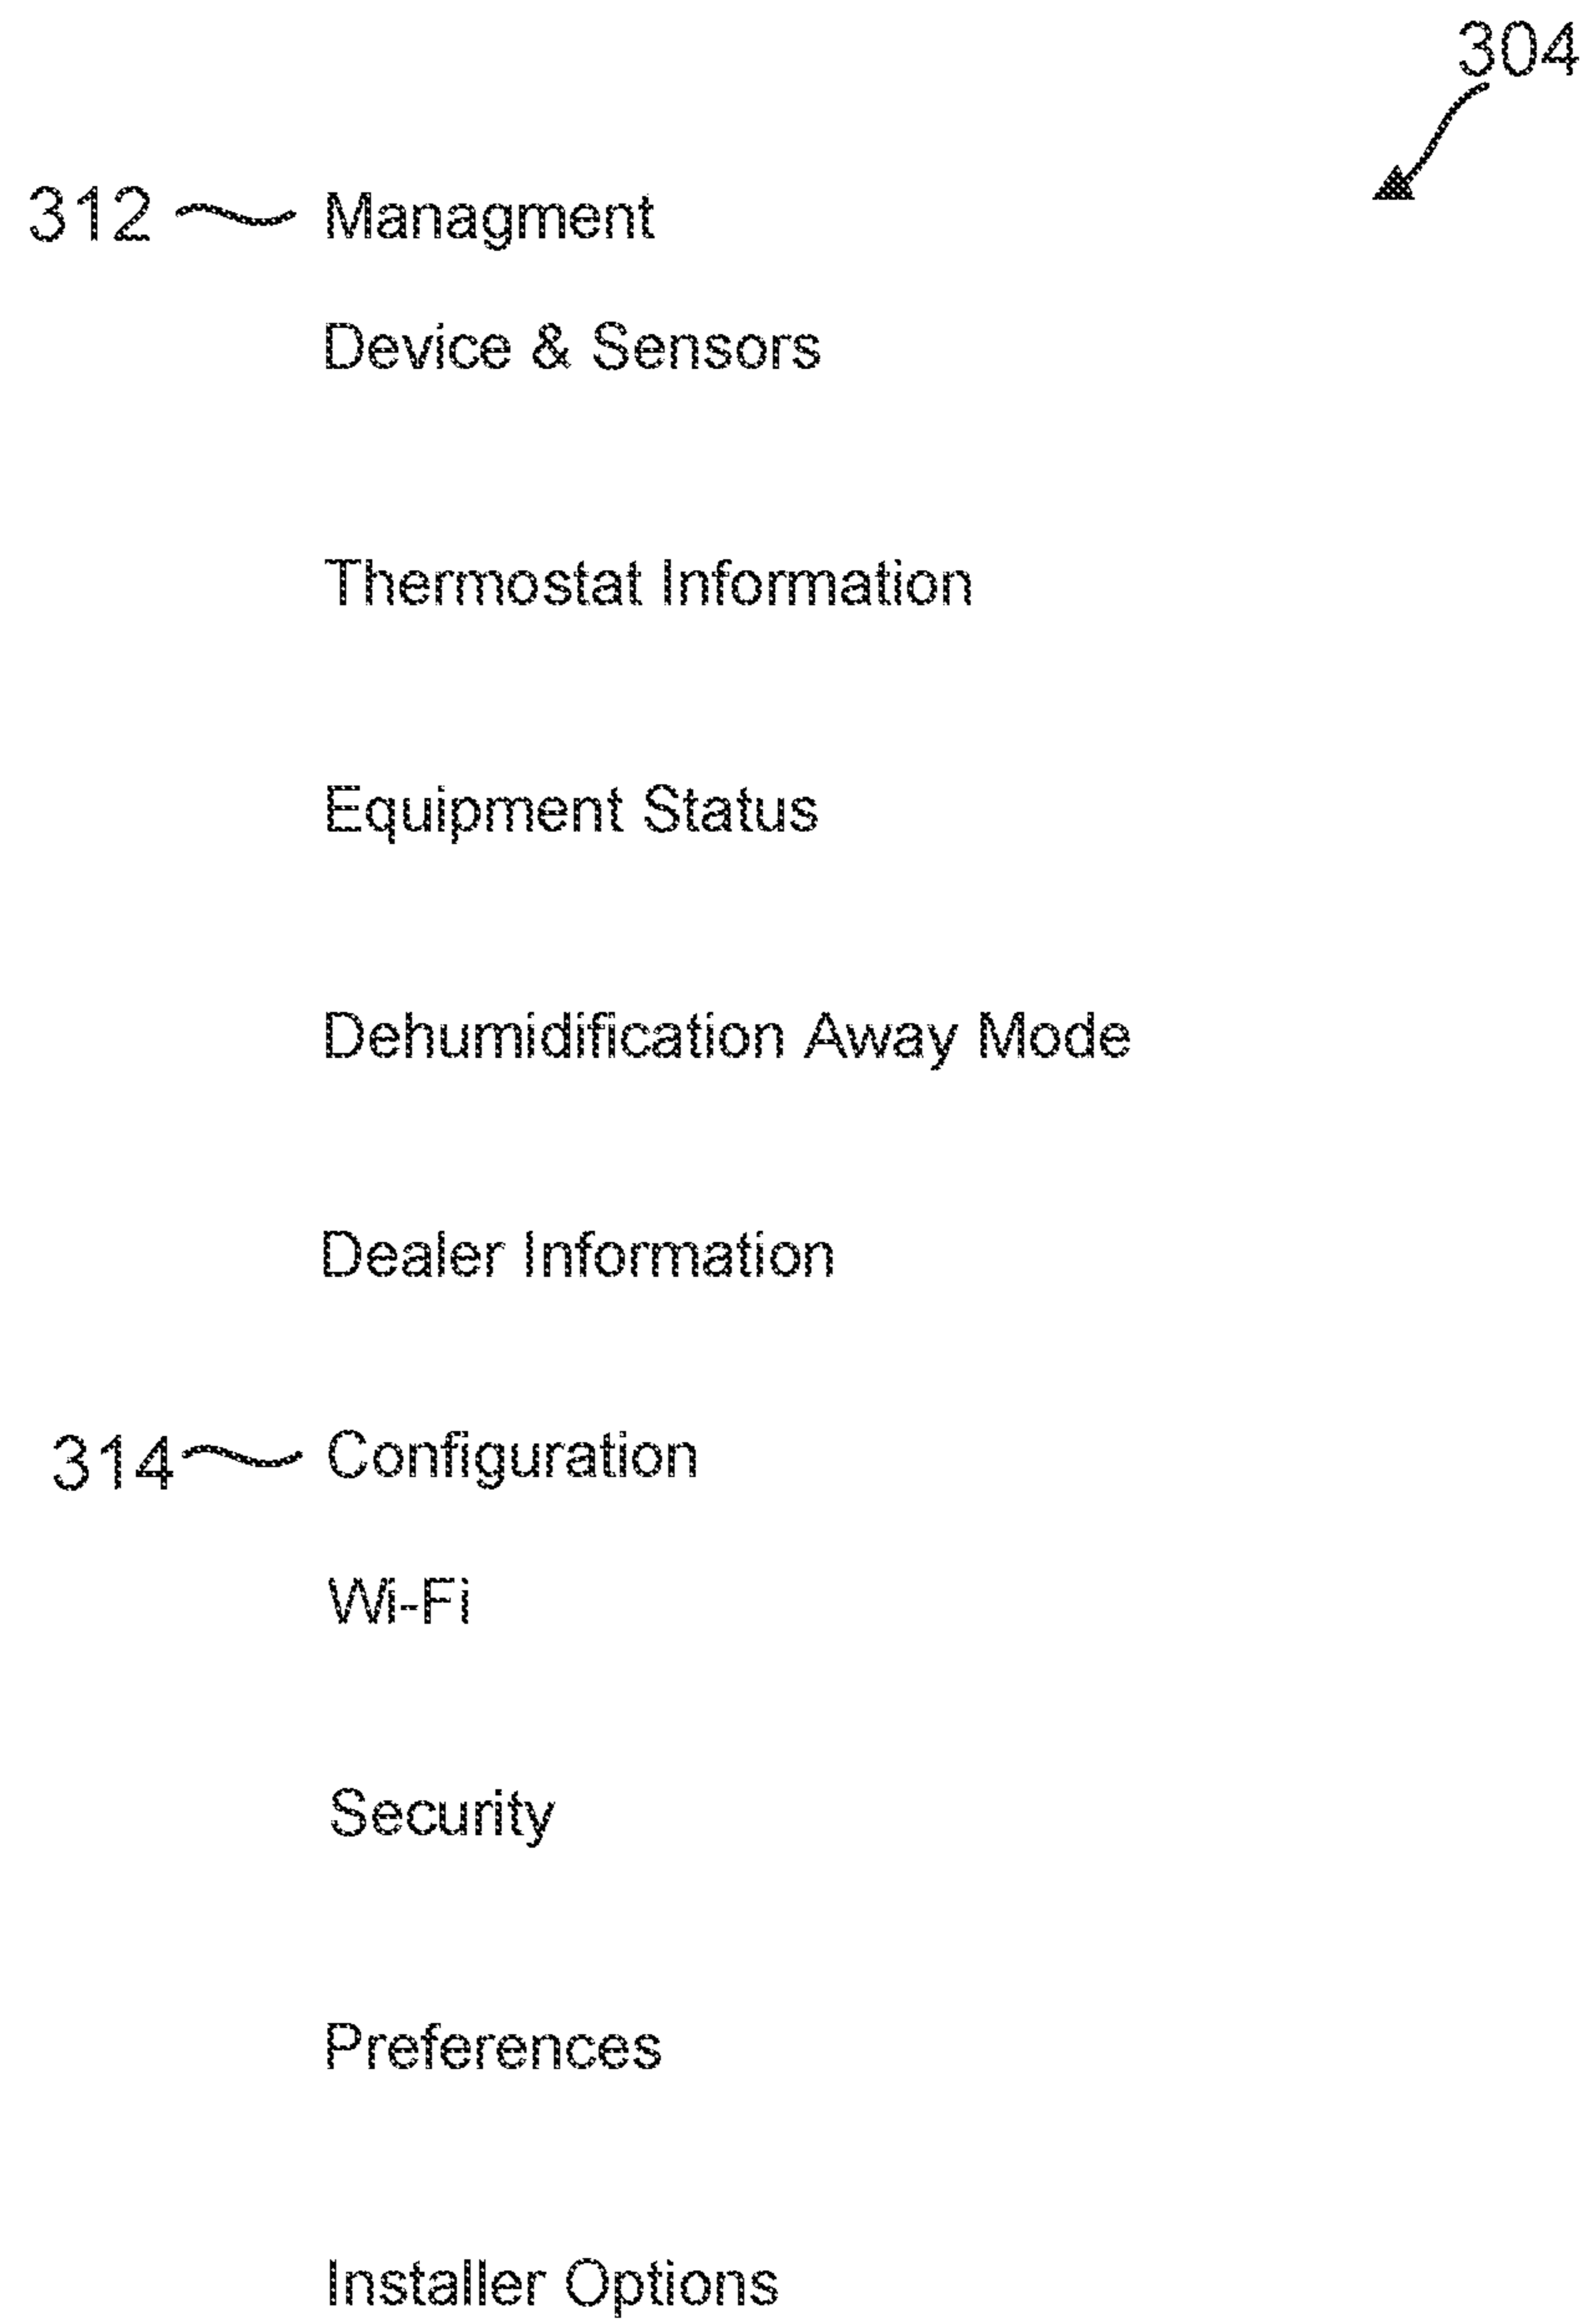 304
312 Managment
Device & Sensors
Thermostat Information
Equipment Status
Dehumidification Away Mode
Dealer Information
314 Configuration
Wi-Fi
Security
Preferences
Installer Options